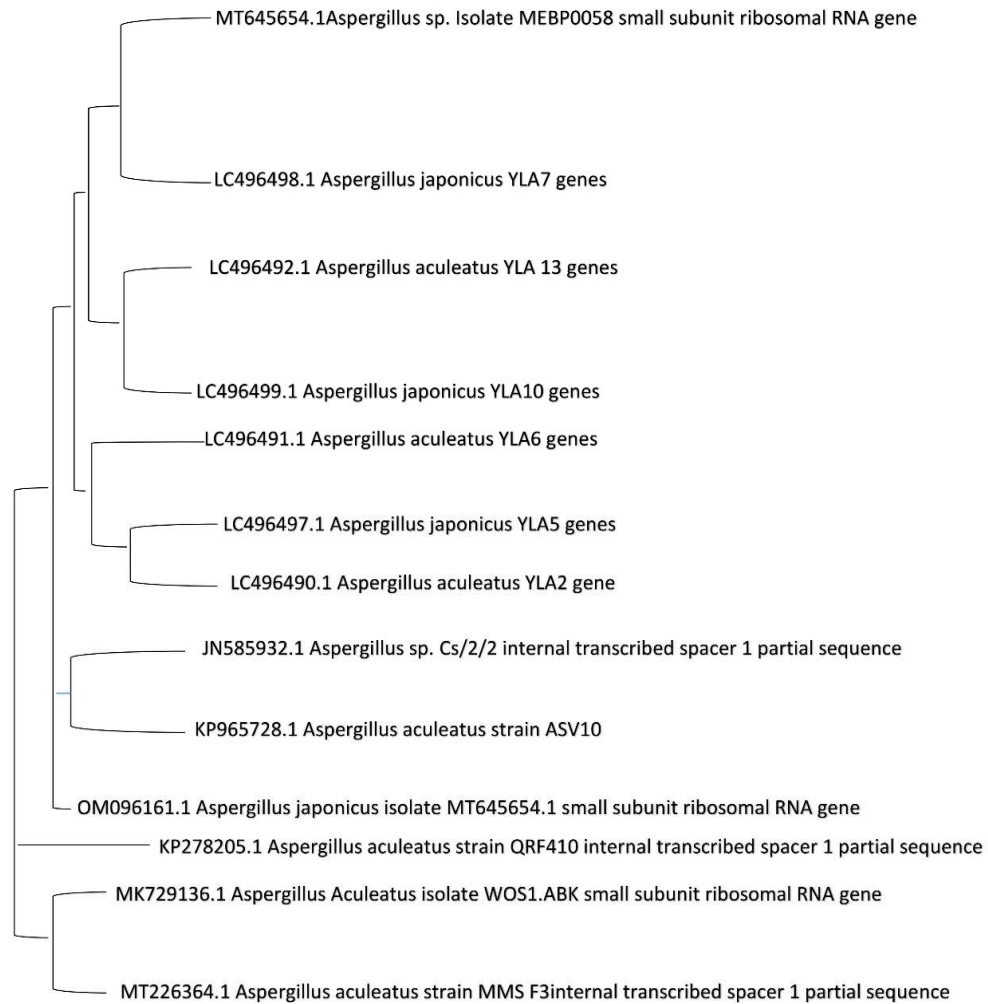 MT645654.1Aspergillus sp. Isolate MEBP0058 small subunit ribosomal RNA gene
LC496498.1 Aspergillus japonicus YLA7 genes
LC496492.1 Aspergillus aculeatus YLA 13 genes
LC496499.1 Aspergillus japonicus YLA10 genes
LC496491.1 Aspergillus aculeatus YLA6 genes
LC496497.1 Aspergillus japonicus YLA5 genes
LC496490.1 Aspergillus aculeatus YLA2 gene
JN585932.1 Aspergillus sp. Cs/2/2 internal transcribed spacer 1 partial sequence
KP965728.1 Aspergillus aculeatus strain ASV10
OM096161.1 Aspergillus japonicus isolate MT645654.1 small subunit ribosomal RNA gene
KP278205.1 Aspergillus aculeatus strain QRF410 internal transcribed spacer 1 partial sequence
MK729136.1 Aspergillus Aculeatus isolate WOS1.ABK small subunit ribosomal RNA gene
MT226364.1 Aspergillus aculeatus strain MMS F3internal transcribed spacer 1 partial sequence